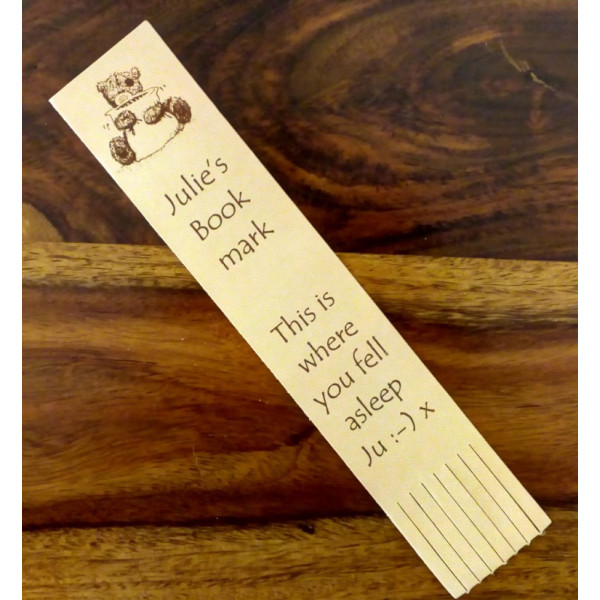 Julie's
Book
mark
This is
where
you fell
asleep
Ju :-) x